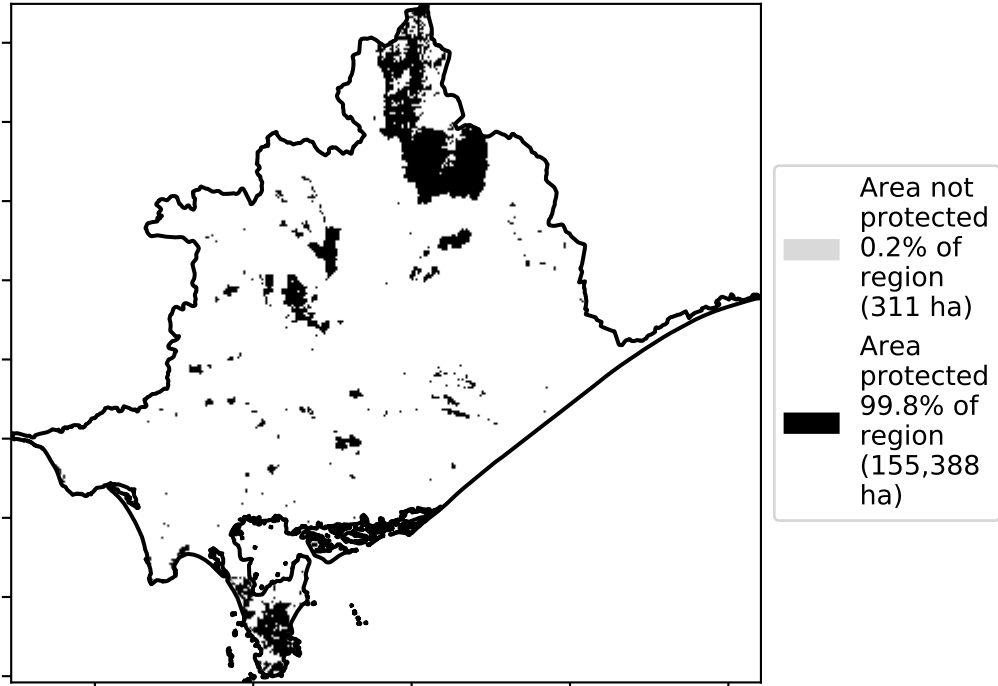 Area not
protected
0.2% of
region
(311 ha)
Area
protected
99.8% of
region
(155,388
ha)